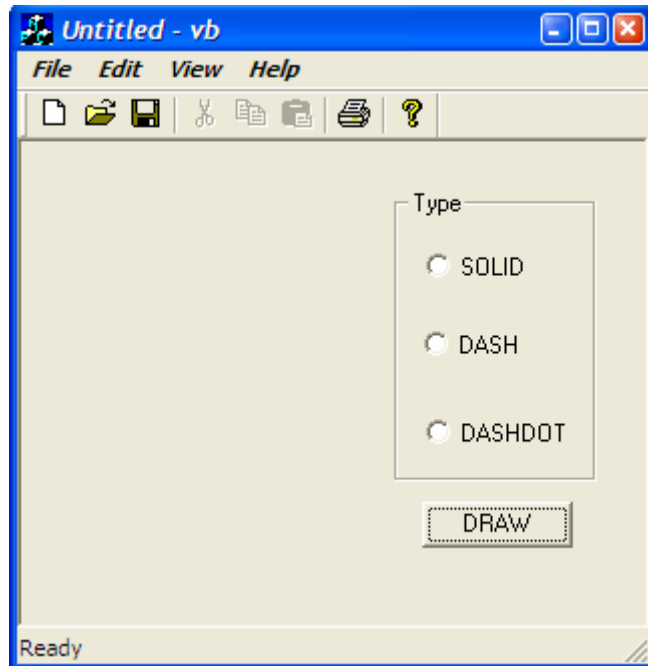 Untitled - vb
File Edit View Help
Type
SOLID
DASH
DASHDOT
DRAW
Ready